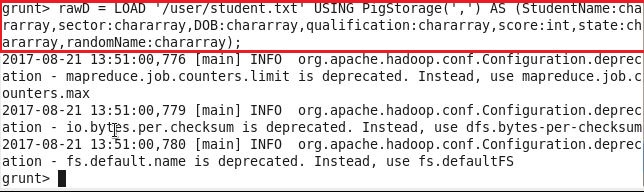 grunt> rawD = LOAD '/user/student.txt' USING PigStorage(',') AS (StudentName:cha
rarray,sector:chararray,DOB:chararray,qualification:chararray,score:int,state:ch
ararray,randomName:chararray);
2017-08-21 13:51:00,776 [main] INFO  org.apache.hadoop.conf.Configuration.deprec
ation - mapreduce.job.counters.limit is deprecated. Instead, use mapreduce.job.c
ounters.max
2017-08-21 13:51:00,779 [main] INFO  org.apache.hadoop.conf.Configuration.deprec
ation - io.bytes.per.checksum is deprecated. Instead, use dfs.bytes-per-checksum
2017-08-21 13:51:00,780 [main] INFO  org.apache.hadoop.conf.Configuration.deprec
ation - fs.default.name is deprecated. Instead, use fs.defaultFS
grunt>